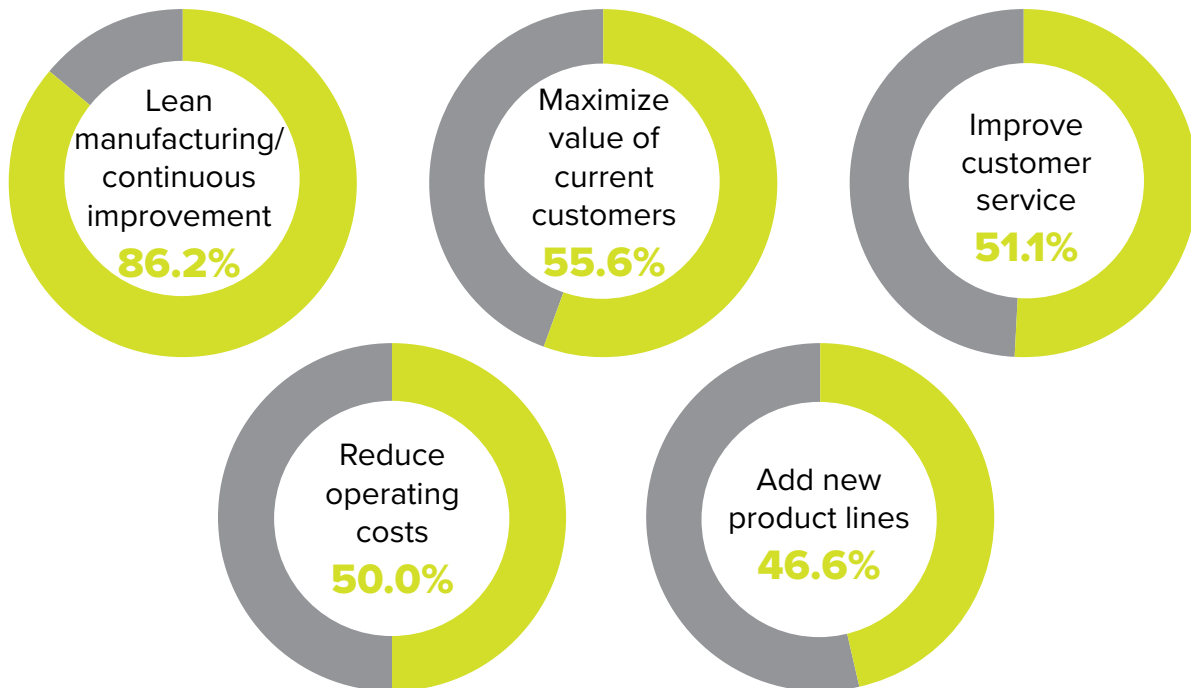 Lean
manufacturing/
continuous
improvement
86.2%
Maximize
value of
current
customers
55.6%
Improve
customer
service
51.1%
Reduce
operating
costs
50.0%
Add new
product lines
46.6%